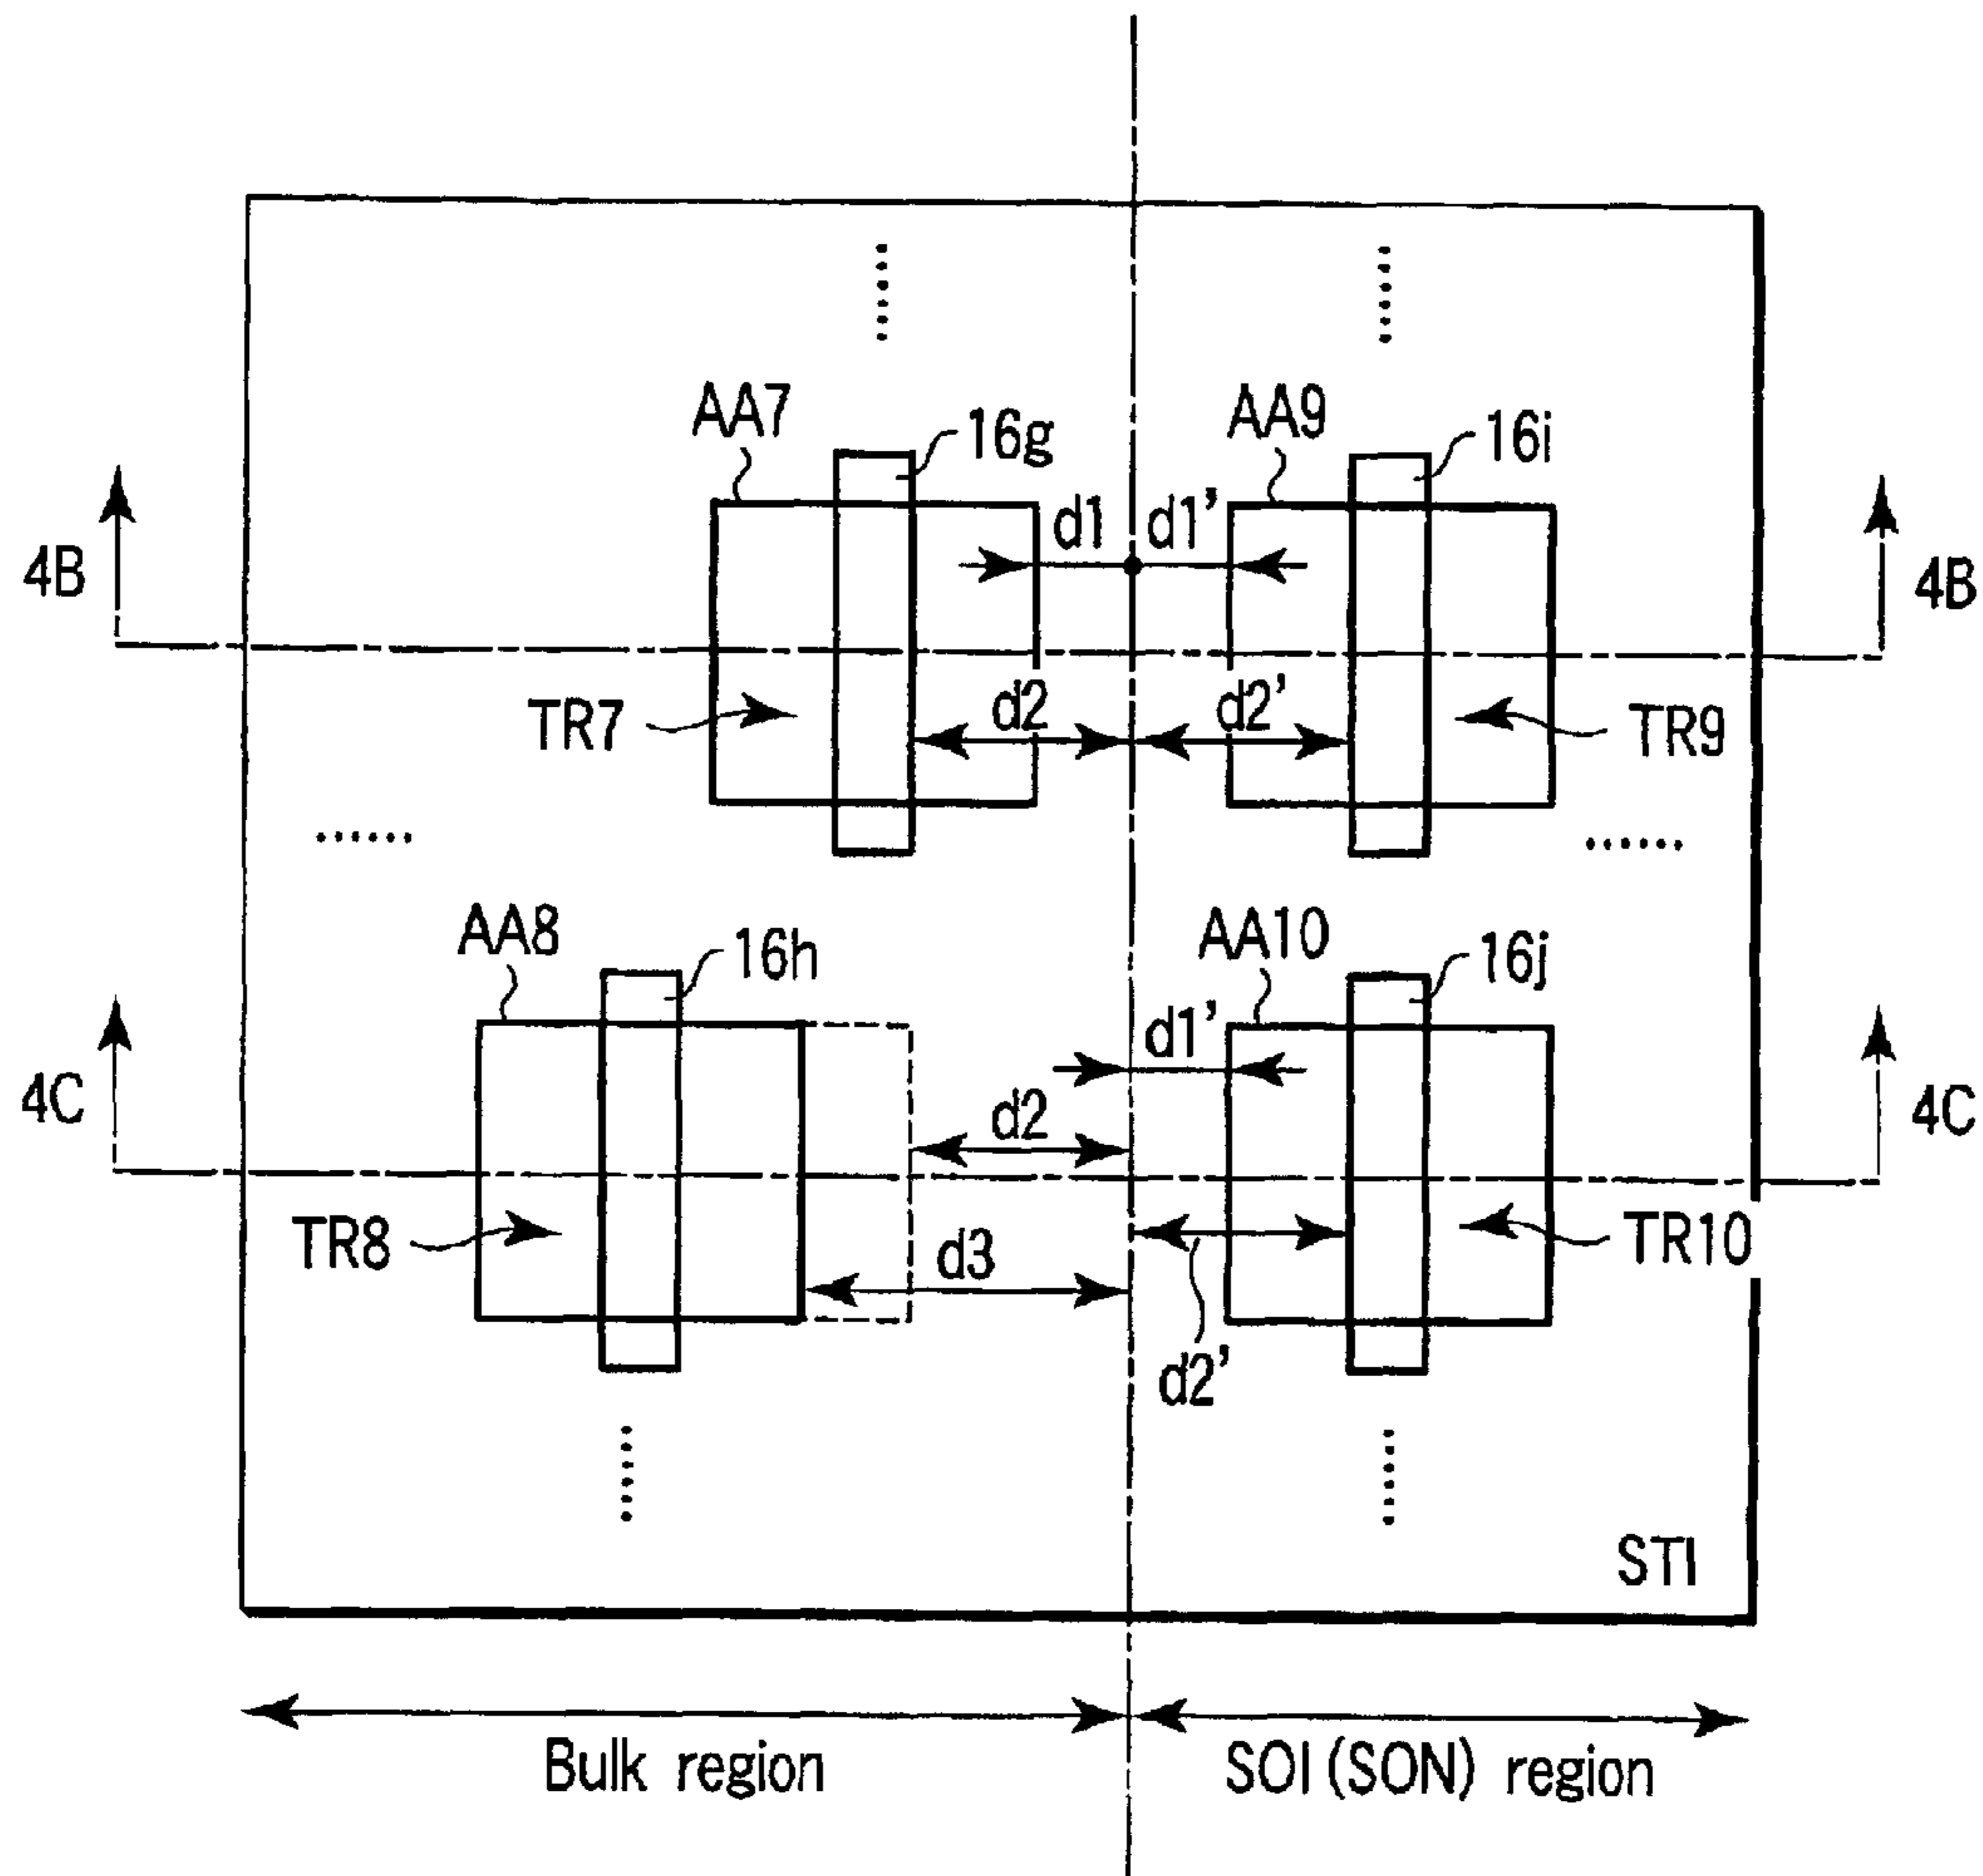 AA7
16g
AA9
16i
d1
d1'
4B
4B
TR7
d2
d2'
TR9
AA8
16h
AA10
16j
d1'
4C
d2
4C
TR8
d3
TR10
d2'
STI
Bulk region
SOI (SON) region